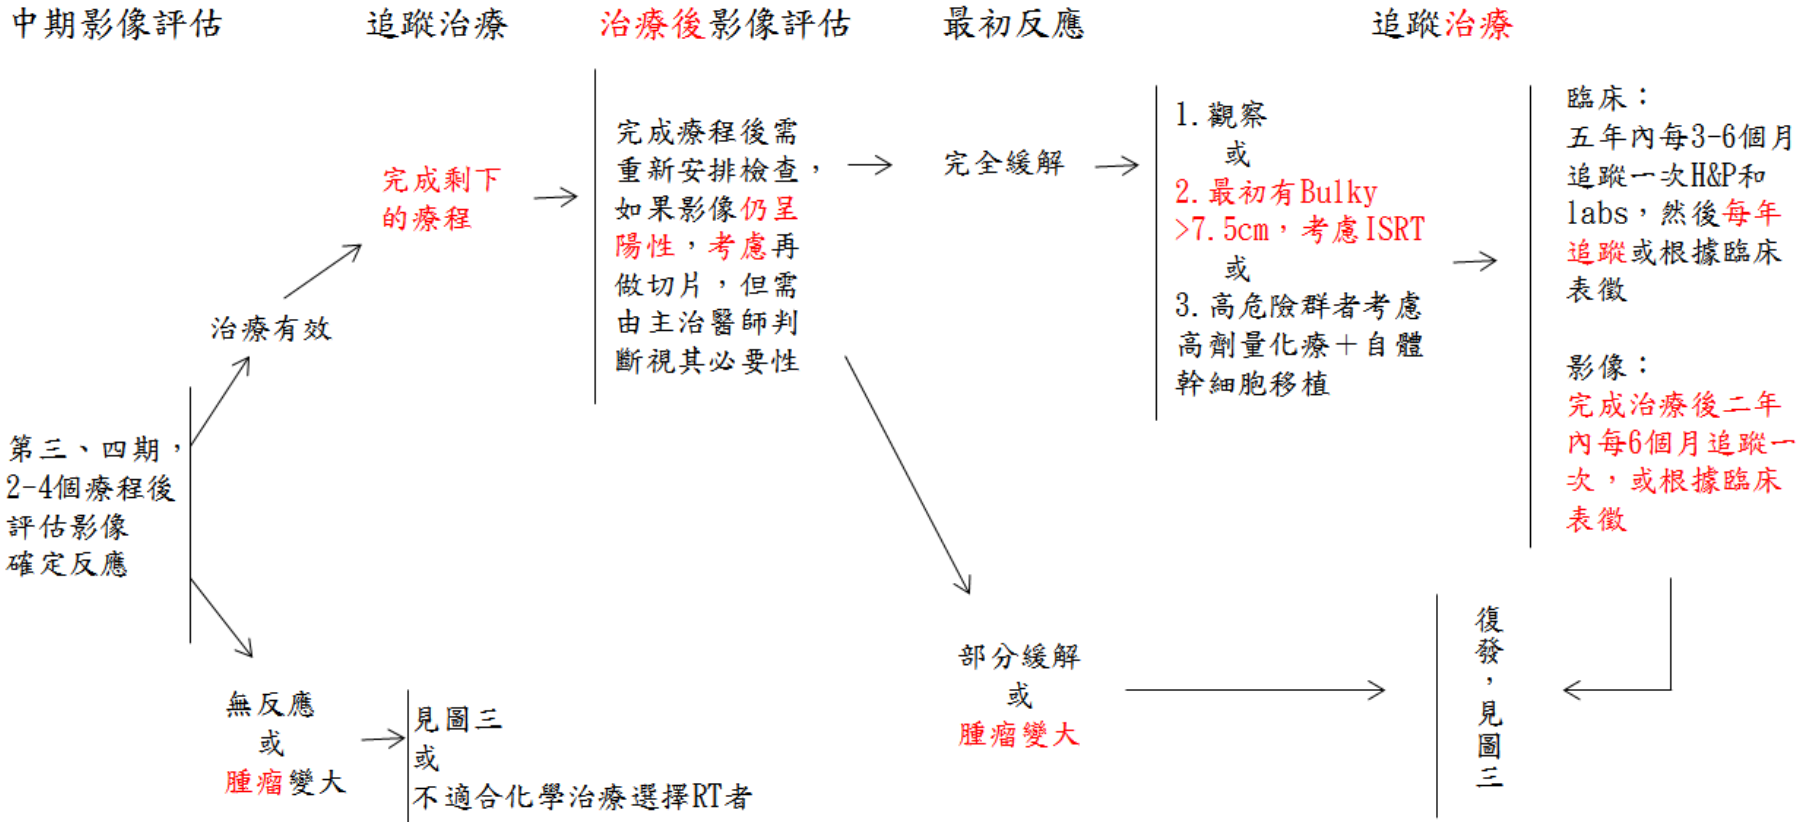 中期影像評估
追蹤治療
治療後影像評估
最初反應
追蹤治療
第三、四期，
2-4個療程後
評估影像
確定反應
治療有效
完成剩下
的療程
完成療程後需
重新安排檢查，
如果影像仍呈
陽性，考慮再
做切片，但需
由主治醫師判
斷視其必要性
完全緩解
1.觀察
或
2.最初有Bulky
>7.5cm，考慮ISRT
或
3.高危險群者考慮
高劑量化療＋自體
幹細胞移植
臨床：
五年內每3-6個月
追蹤一次H&P和
labs，然後每年
追蹤或根據臨床
表徵
影像：
完成治療後二年
內每6個月追蹤一
次，或根據臨床
表徵
無反應
或
腫瘤變大
見圖三
或
不適合化學治療選擇RT者
部分緩解
或
腫瘤變大
復發，見圖三